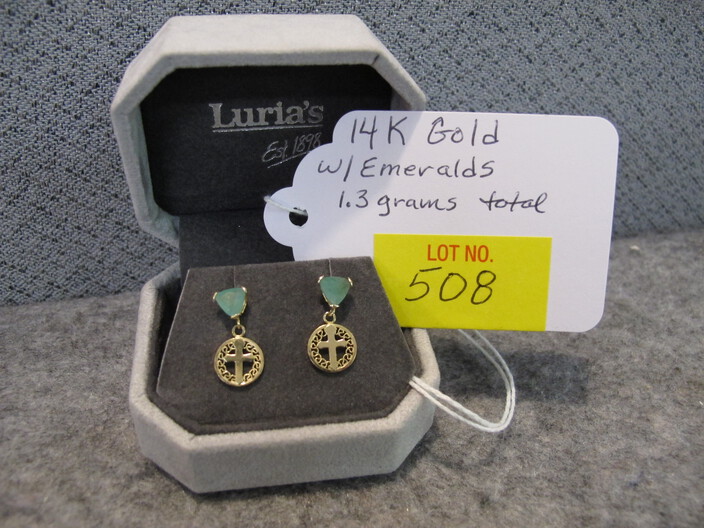 Luria's
Est. 1898
14K Gold
w/ Emeralds
1.3 grams total
LOT NO.
508